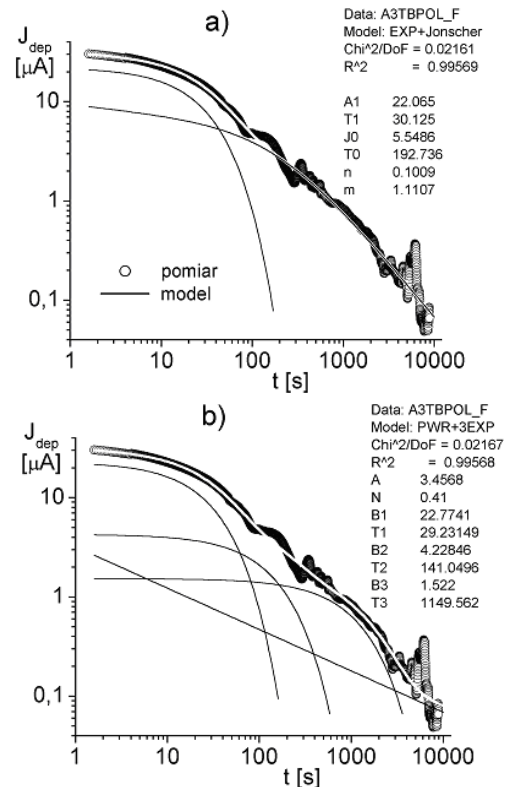 a)
J_dep
[µA]
Data: A3TBPOL_F
Model: EXP+Jonscher
Chi^2/DoF = 0.02161
R^2 = 0.99569
A1 22.065
T1 30.125
J0 5.5486
T0 192.736
n 0.1009
m 1.1107
10
1
0,1
pomiar
model
1 10 100 1000 10000
t [s]
b)
J_dep
[µA]
Data: A3TBPOL_F
Model: PWR+3EXP
Chi^2/DoF = 0.02167
R^2 = 0.99568
A 3.4568
N 0.41
B1 22.7741
T1 29.23149
B2 4.22846
T2 141.0496
B3 1.522
T3 1149.562
10
1
0,1
1 10 100 1000 10000
t [s]